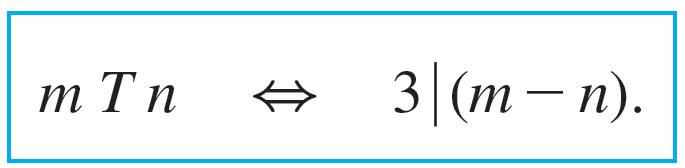 m T n ⇔ 3|(m − n).